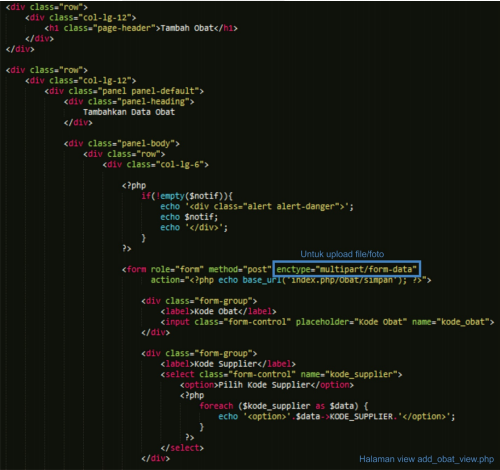 <div class="row">
<div class="col-lg-12">
<h1 class="page-header">Tambah Obat</h1>
</div>
</div>
<div class="row">
<div class="col-lg-12">
<div class="panel panel-default">
<div class="panel-heading">
Tambahkan Data Obat
</div>
<div class="panel-body">
<div class="row">
<div class="col-lg-6">
<?php
if(!empty($notif)){
echo '<div class="alert alert-danger">';
echo $notif;
echo '</div>';
}
?>
Untuk upload file/foto
<form role="form" method="post" enctype="multipart/form-data"
action="<?php echo base_url('index.php/Obat/simpan'); ?>">
<div class="form-group">
<label>Kode Obat</label>
<input class="form-control" placeholder="Kode Obat" name="kode_obat">
</div>
<div class="form-group">
<label>Kode Supplier</label>
<select class="form-control" name="kode_supplier">
<option>Pilih Kode Supplier</option>
<?php
foreach ($kode_supplier as $data) {
echo '<option>'.$data->KODE_SUPPLIER.'</option>';
}
?>
</select>
</div>
Halaman view add_obat_view.php